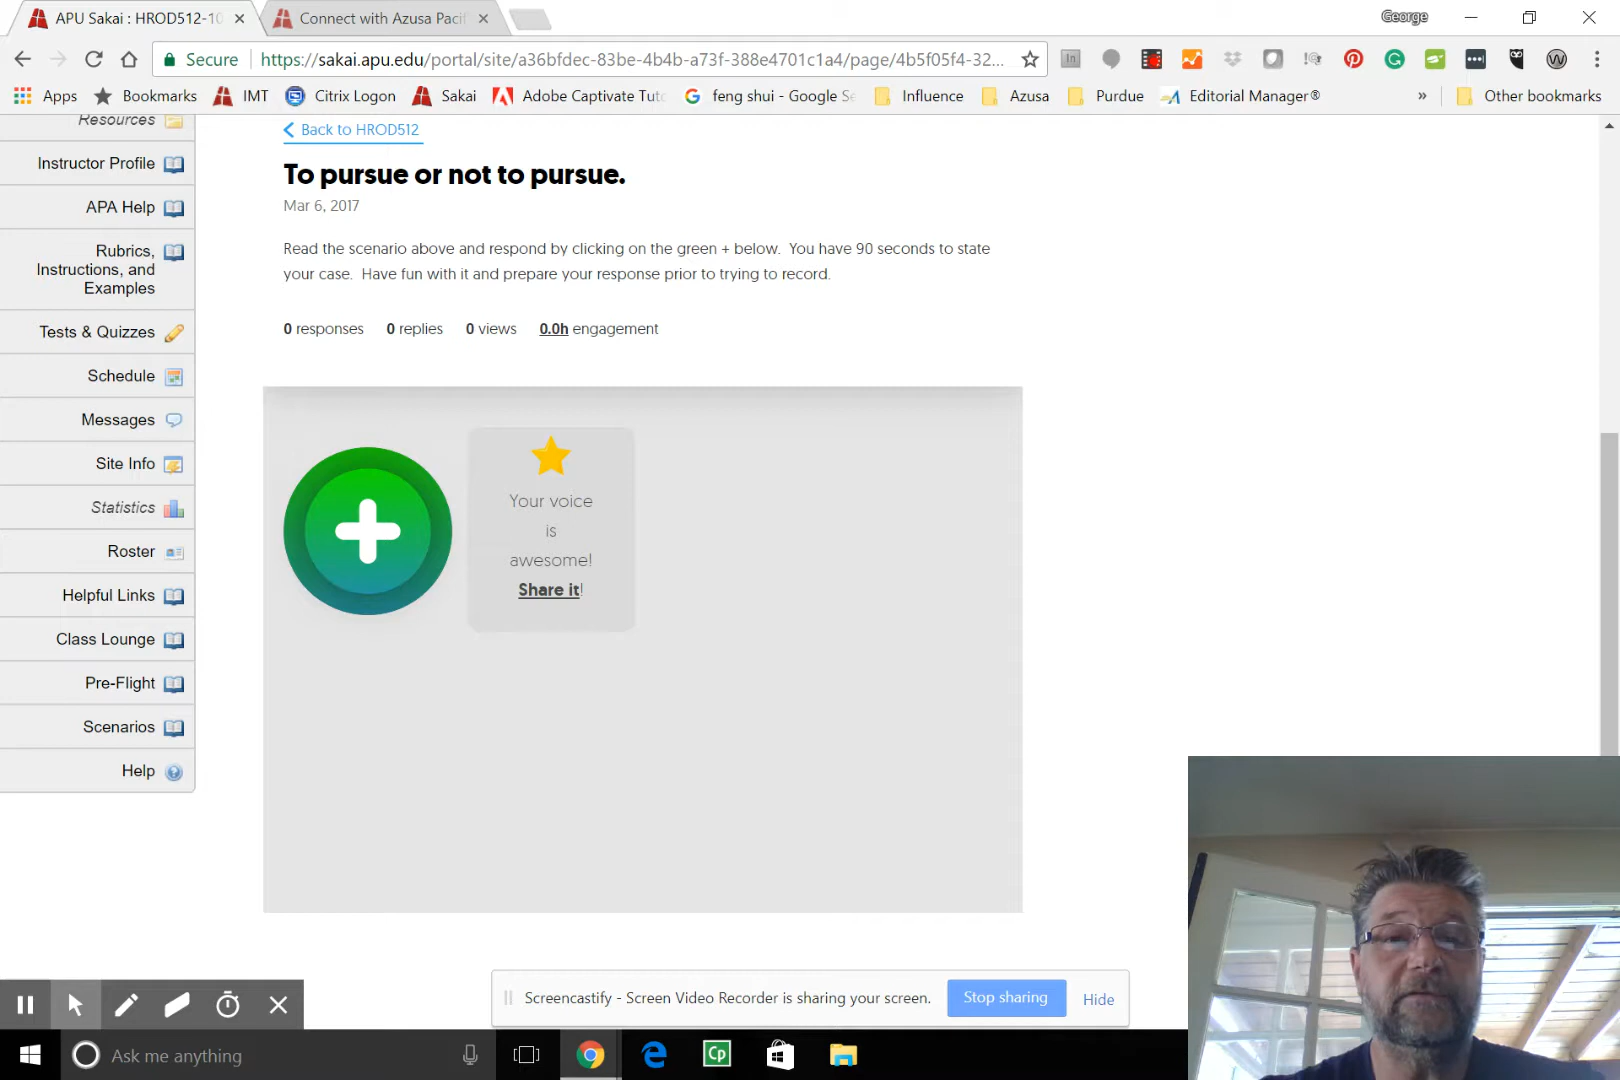 APU Sakai : HROD512-10
Connect with Azusa Pacif
George
Secure
https://sakai.apu.edu/portal/site/a36bfdec-83be-4b4b-a73f-388e4701c1a4/page/4b5f05f4-32...
Apps
Bookmarks
IMT
Citrix Logon
Sakai
Adobe Captivate Tuto
feng shui - Google Se
Influence
Azusa
Purdue
Editorial Manager®
»
Other bookmarks
Resources
Instructor Profile
APA Help
Rubrics,
Instructions, and
Examples
Tests & Quizzes
Schedule
Messages
Site Info
Statistics
Roster
Helpful Links
Class Lounge
Pre-Flight
Scenarios
Help
Back to HROD512
To pursue or not to pursue.
Mar 6, 2017
Read the scenario above and respond by clicking on the green + below. You have 90 seconds to state
your case. Have fun with it and prepare your response prior to trying to record.
0 responses 0 replies 0 views 0.0h engagement
Your voice
is
awesome!
Share it!
Screencastify - Screen Video Recorder is sharing your screen.
Stop sharing
Hide
Ask me anything
Cp